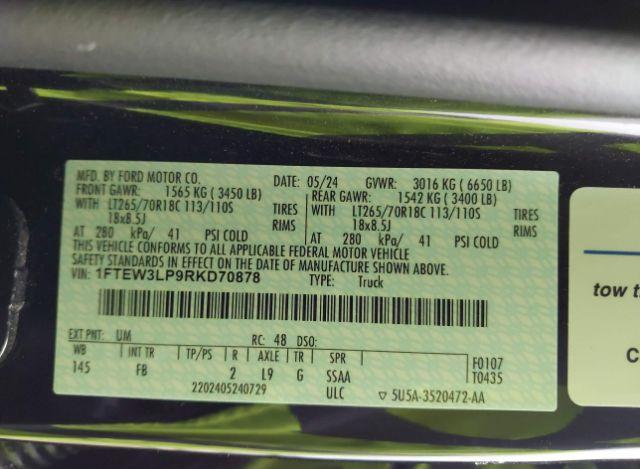 MFD. BY FORD MOTOR CO.
DATE: 05/24 GVWR: 3016 KG ( 6650 LB)
FRONT GAWR: 1565 KG ( 3450 LB)
REAR GAWR: 1542 KG ( 3400 LB)
WITH LT265/70R18C 113/110S TIRES
WITH LT265/70R18C 113/110S TIRES
18x8.5J RIMS
18x8.5J RIMS
AT 280 kPa/ 41 PSI COLD
AT 280 kPa/ 41 PSI COLD
THIS VEHICLE CONFORMS TO ALL APPLICABLE FEDERAL MOTOR VEHICLE
SAFETY STANDARDS IN EFFECT ON THE DATE OF MANUFACTURE SHOWN ABOVE.
VIN: 1FTEW3LP9RKD70878
TYPE: Truck
EXT PNT: UM RC: 48 DSO:
WB INT TR TP/PS R AXLE TR SPR
145 FB 2 L9 G SSAA
F0107
T0435
2202405240729 ULC ▽ 5U5A-3520472-AA
tow t
C